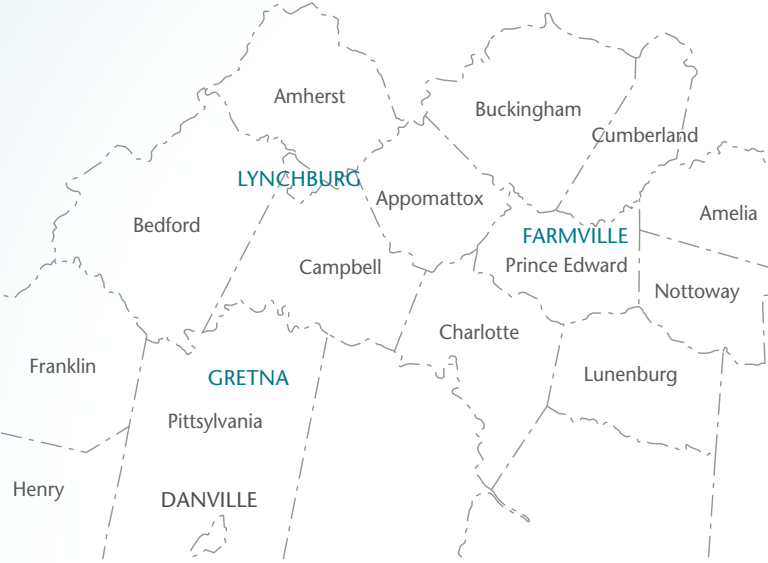 Amherst
Buckingham
Cumberland
LYNCHBURG
Appomattox
Amelia
Bedford
FARMVILLE
Prince Edward
Campbell
Nottoway
Charlotte
Franklin
GRETNA
Lunenburg
Pittsylvania
Henry
DANVILLE